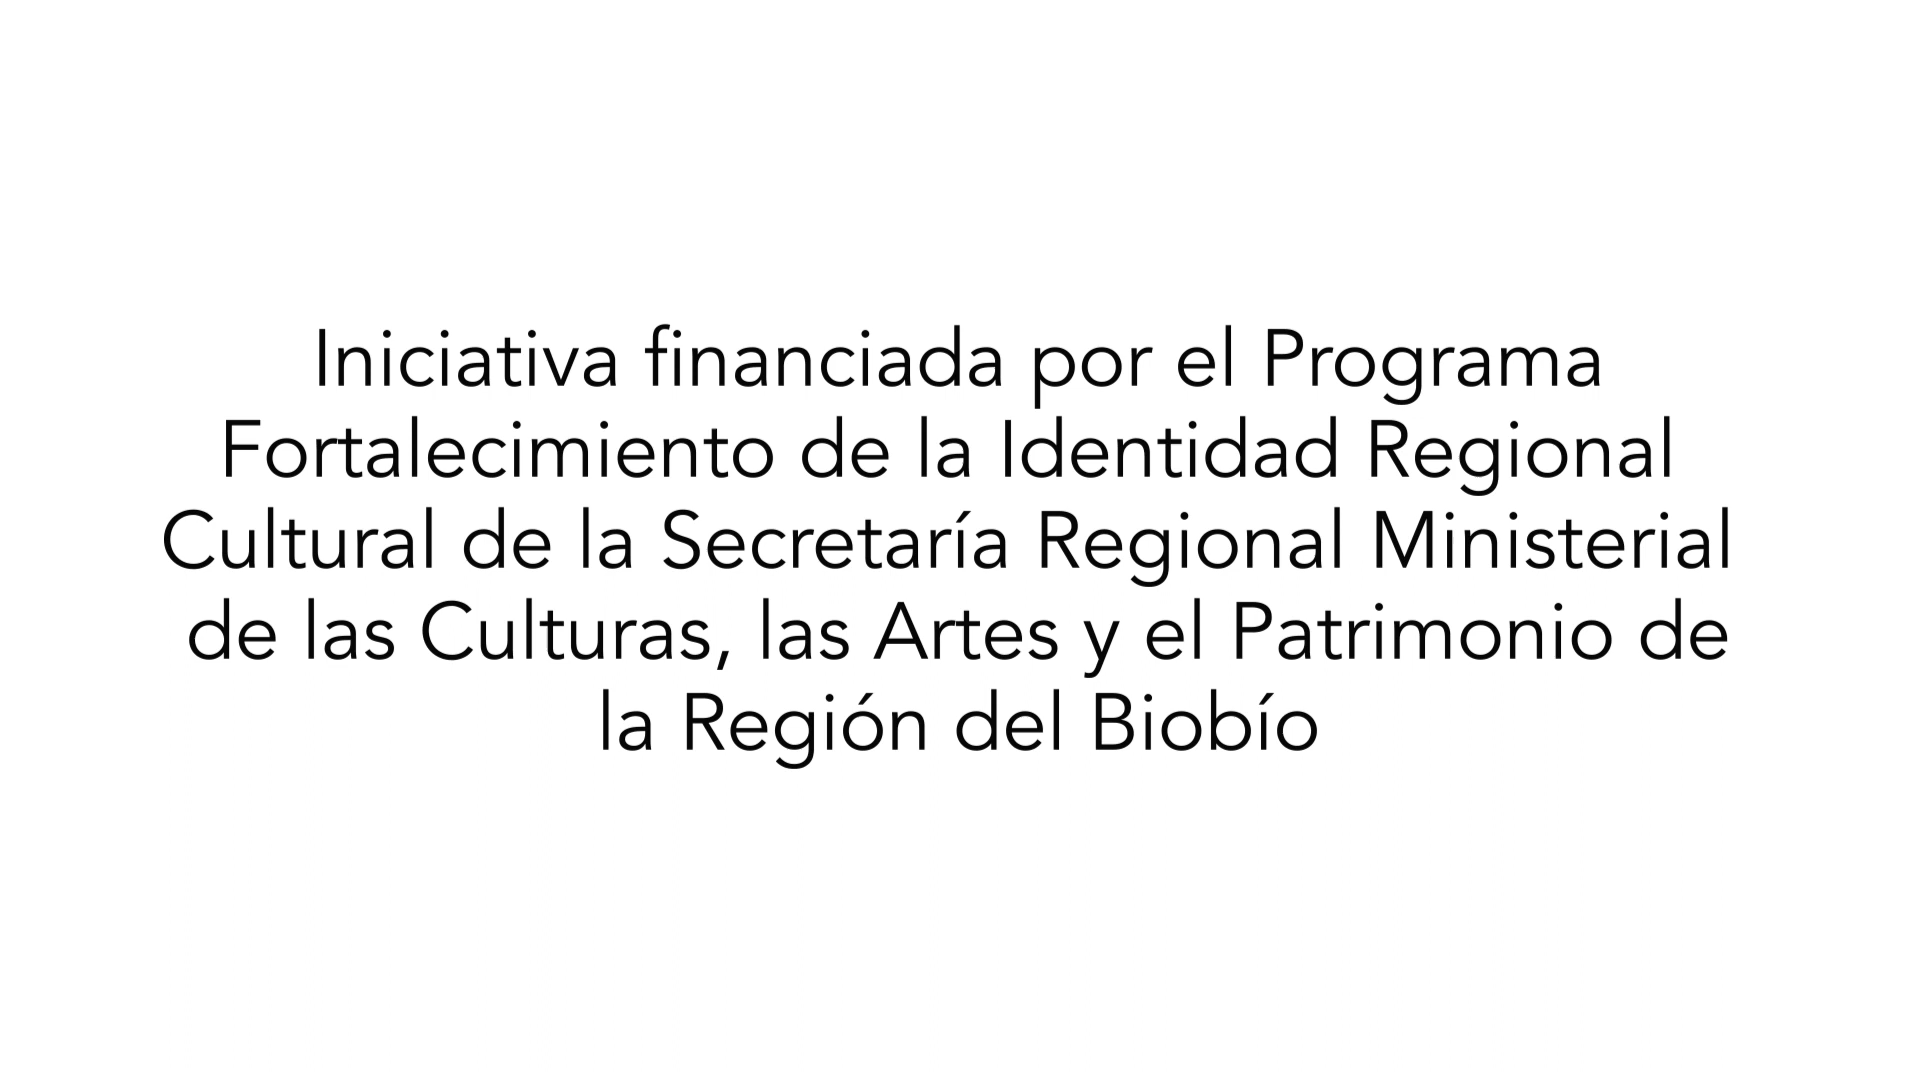 Iniciativa financiada por el Programa
Fortalecimiento de la Identidad Regional
Cultural de la Secretaría Regional Ministerial
de las Culturas, las Artes y el Patrimonio de
la Región del Biobío